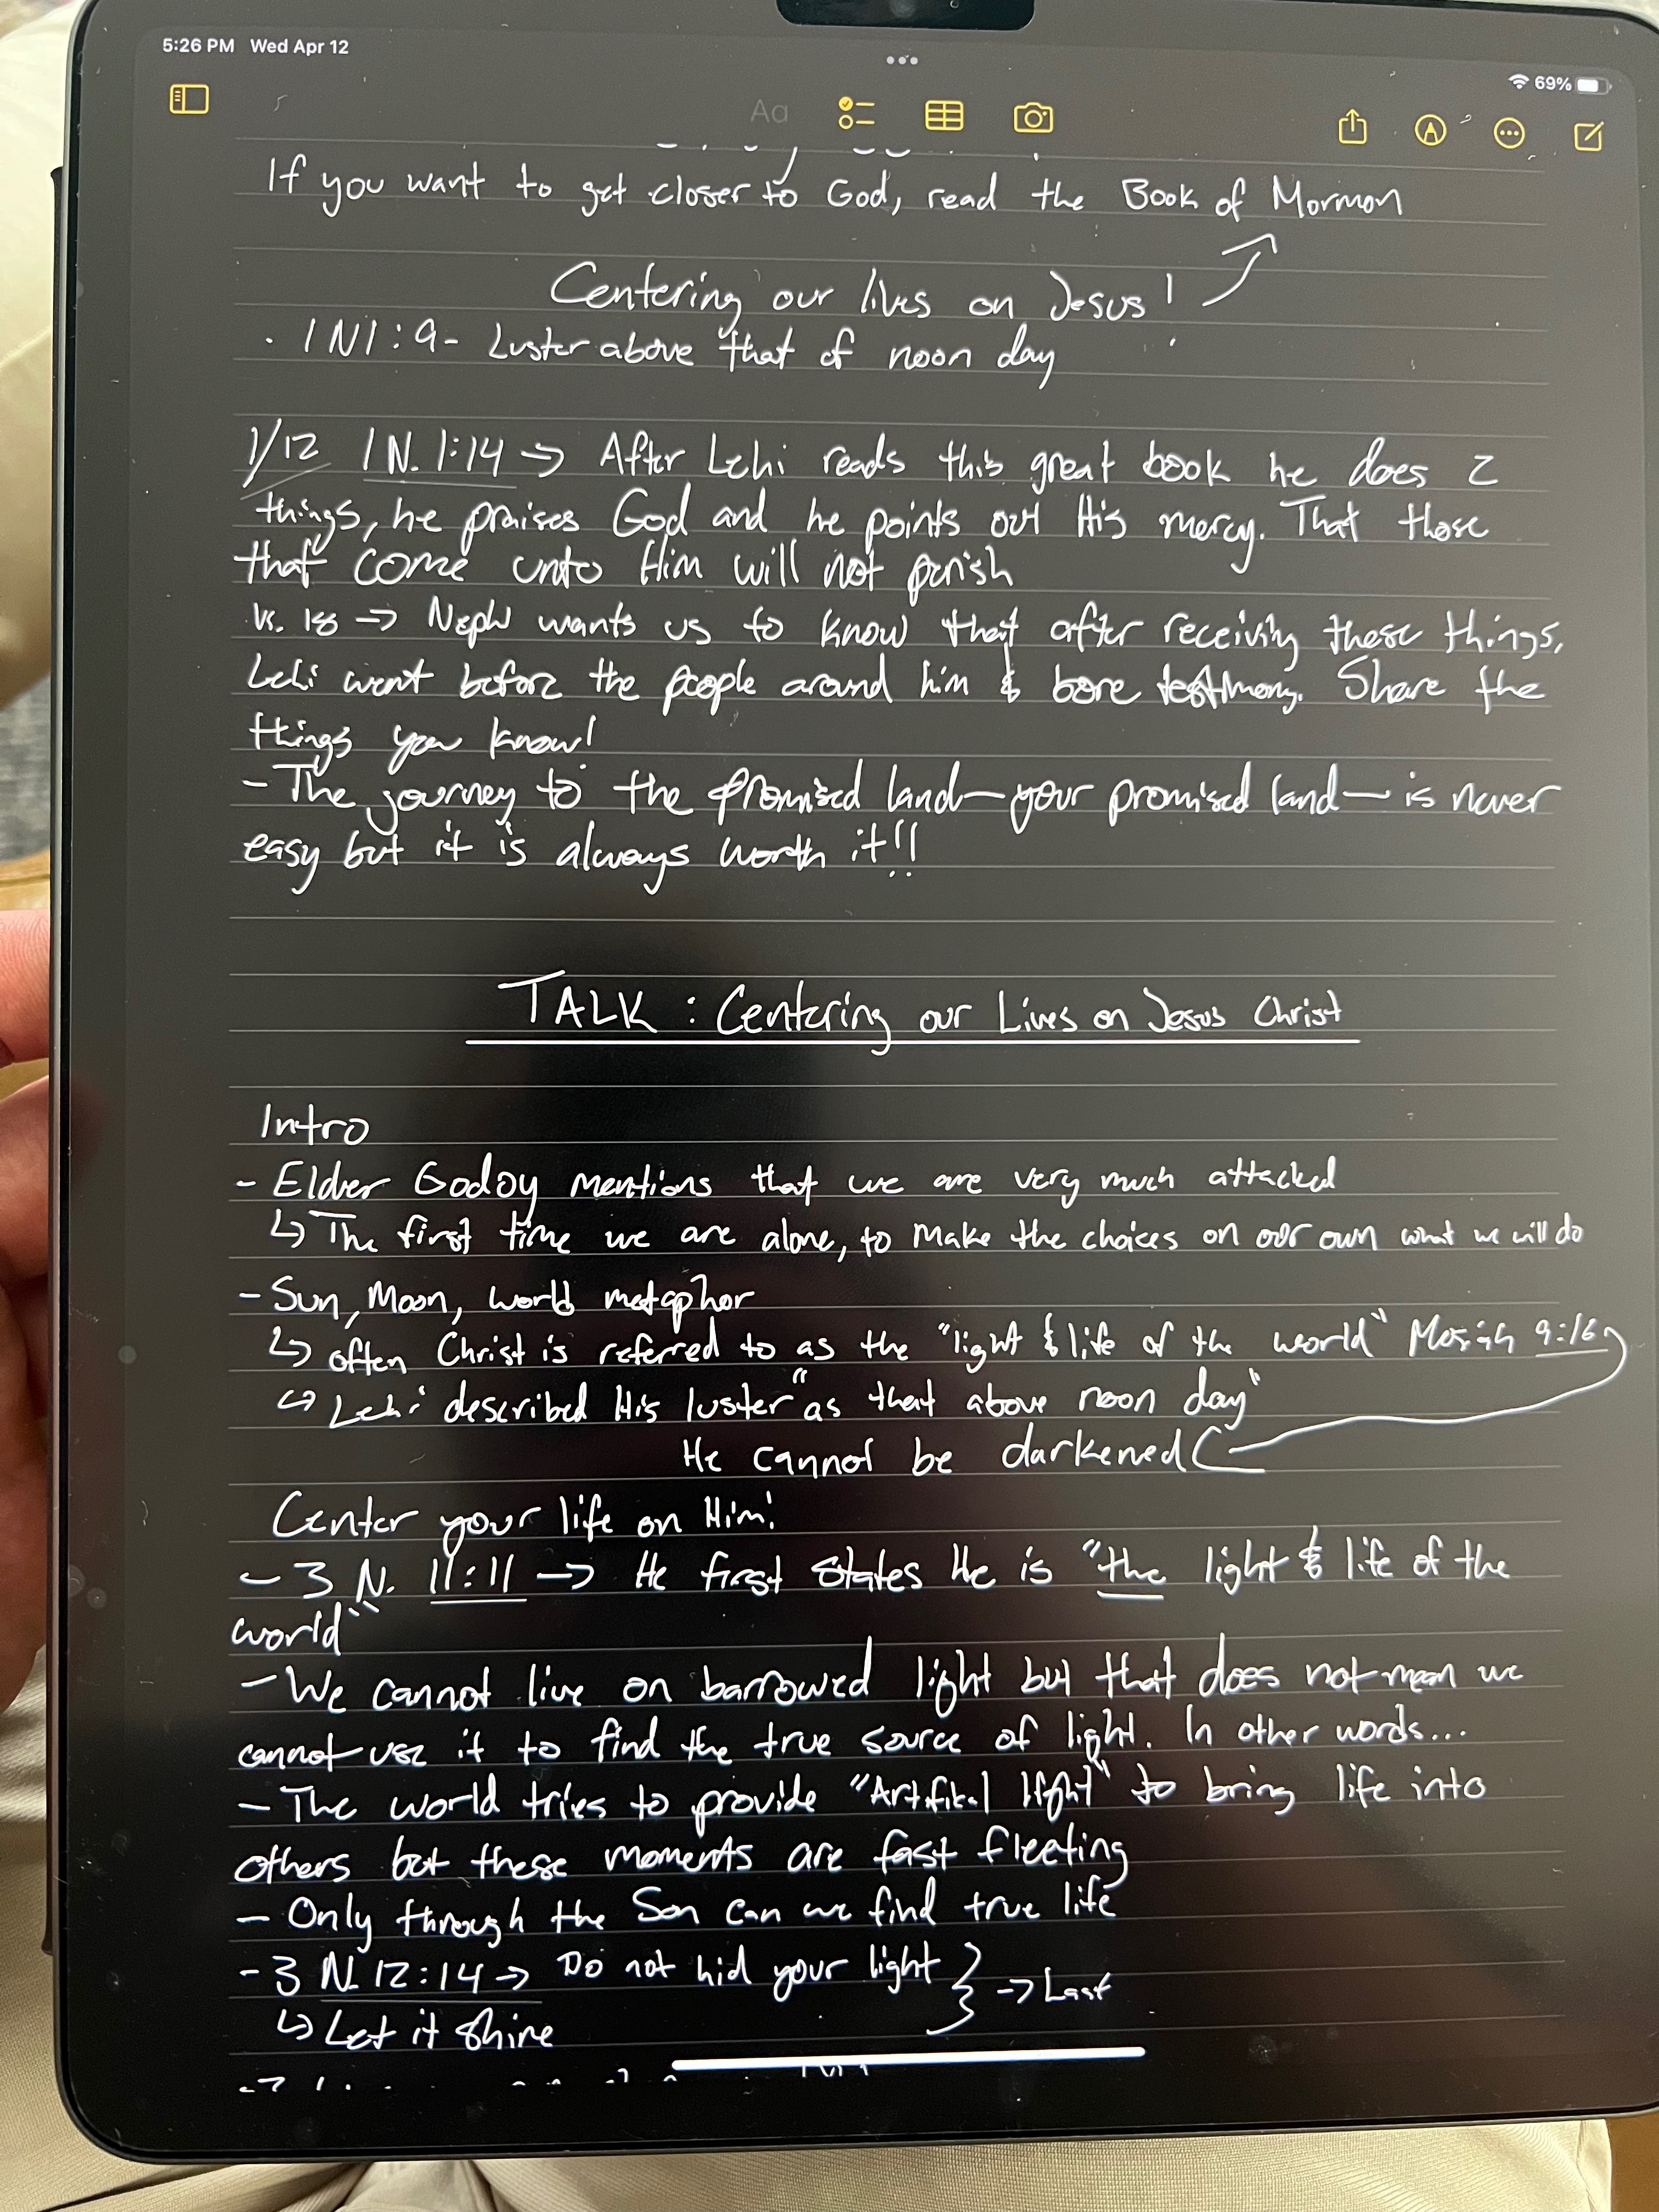 5:26 PM Wed Apr 12
69%
Aa
If you want to get closer to God, read the Book of Mormon
Centering our lives on Jesus!
· 1N1:9- Luster above that of noon day
1/12 1N. 1:14 → After Lehi reads this great book he does 2
things, he praises God and he points out His mercy. That those
that come unto Him will not perish
Vs. 18 → Nephi wants us to know that after receiving these things,
Lehi went before the people around him & bore testimony. Share the
things you know!
- The journey to the promised land—your promised land— is never
easy but it is always worth it!!
TALK : Centering our Lives on Jesus Christ
Intro
- Elder Godoy mentions that we are very much attacked
↳ The first time we are alone, to make the choices on our own what we will do
- Sun, Moon, world metaphor
↳ often Christ is referred to as the "light & life of the world" Mosiah 9:16
↳ Lehi described His luster "as that above noon day"
He cannot be darkened
Center your life on Him!
- 3 N. 11:11 → He first states He is "the light & life of the
world"
- We cannot live on barrowed light but that does not mean we
cannot use it to find the true source of light. In other words...
- The world tries to provide "Artifital light" to bring life into
others but these moments are fast fleeting
- Only through the Son can we find true life
- 3 N. 12:14 → Do not hid your light } → Last
↳ Let it shine